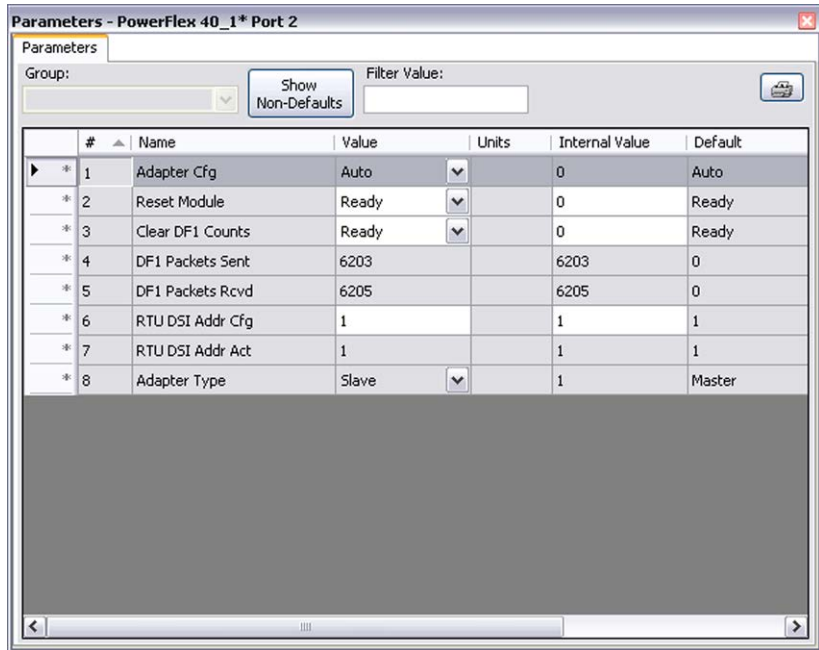 Parameters - PowerFlex 40_1* Port 2
Parameters
Group:
Show Non-Defaults
Filter Value:
# Name Value Units Internal Value Default
* 1 Adapter Cfg Auto 0 Auto
* 2 Reset Module Ready 0 Ready
* 3 Clear DF1 Counts Ready 0 Ready
* 4 DF1 Packets Sent 6203 6203 0
* 5 DF1 Packets Rcvd 6205 6205 0
* 6 RTU DSI Addr Cfg 1 1 1
* 7 RTU DSI Addr Act 1 1 1
* 8 Adapter Type Slave 1 Master